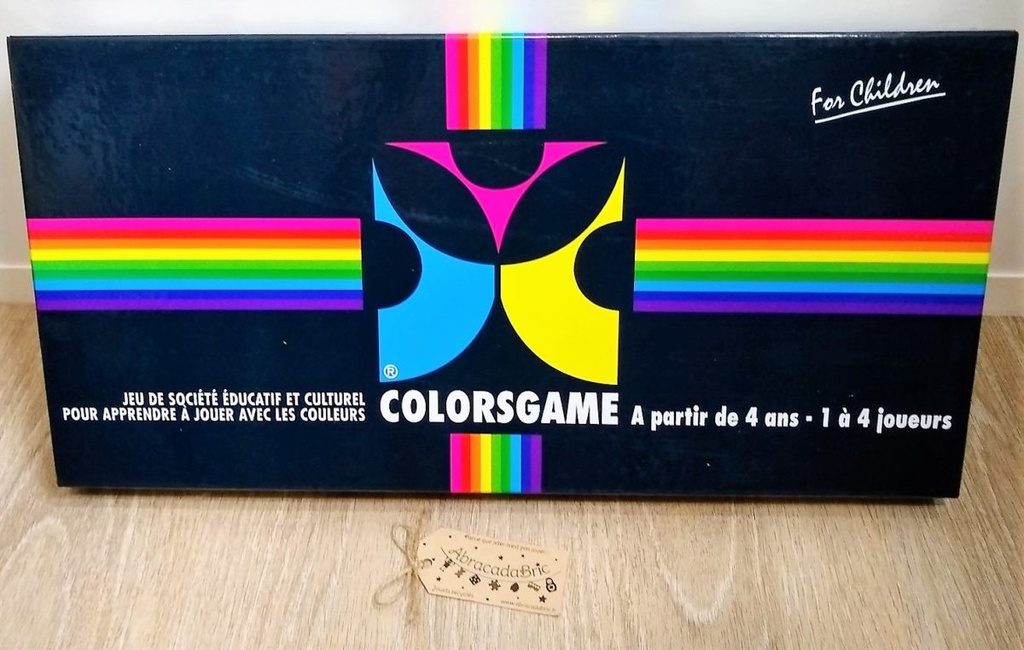 For Children
®
JEU DE SOCIÉTÉ ÉDUCATIF ET CULTUREL
POUR APPRENDRE À JOUER AVEC LES COULEURS
COLORSGAME
A partir de 4 ans - 1 à 4 joueurs
AbracadaBric